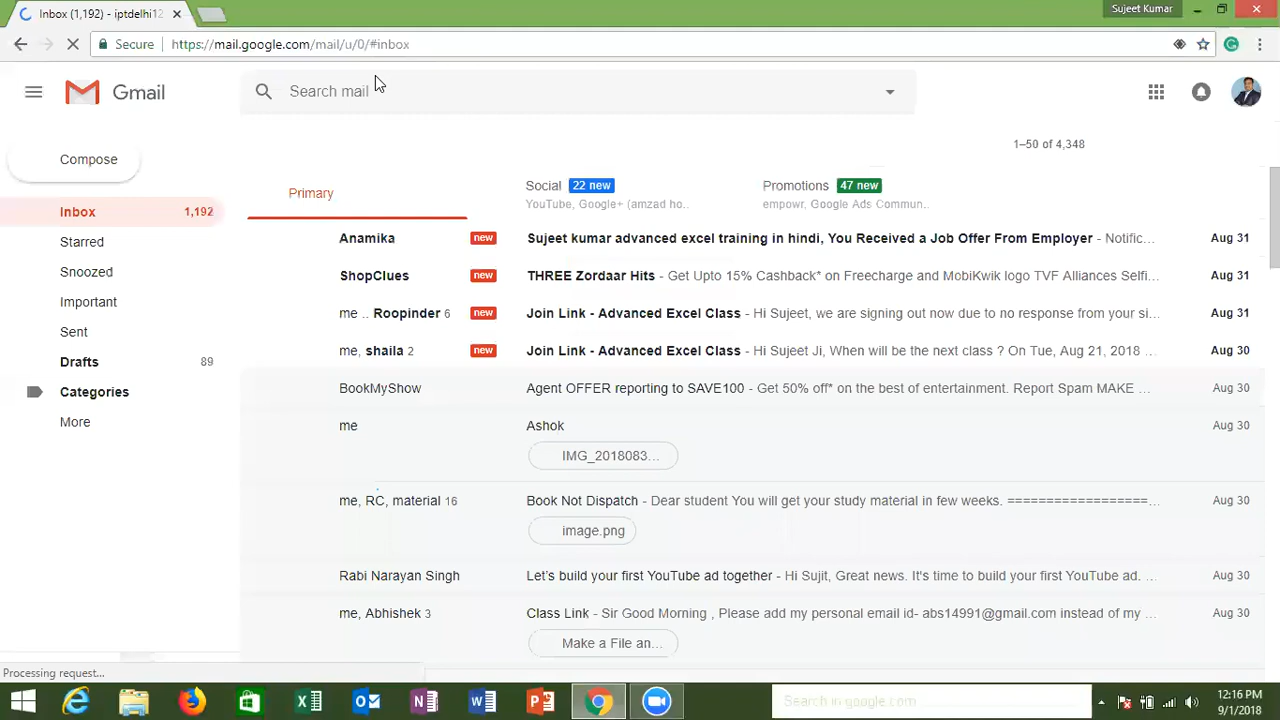 Inbox (1,192) - iptdelhi12
Sujeet Kumar
Secure https://mail.google.com/mail/u/0/#inbox
Gmail
Search mail
Compose
1–50 of 4,348
Primary
Social 22 new
YouTube, Google+ (amzad ho..
Promotions 47 new
empowr, Google Ads Commun..
Inbox 1,192
Starred
Snoozed
Important
Sent
Drafts 89
Categories
More
Anamika new Sujeet kumar advanced excel training in hindi, You Received a Job Offer From Employer - Notific... Aug 31
ShopClues new THREE Zordaar Hits - Get Upto 15% Cashback* on Freecharge and MobiKwik logo TVF Alliances Selfi... Aug 31
me .. Roopinder 6 new Join Link - Advanced Excel Class - Hi Sujeet, we are signing out now due to no response from your si... Aug 31
me, shaila 2 new Join Link - Advanced Excel Class - Hi Sujeet Ji, When will be the next class ? On Tue, Aug 21, 2018 ... Aug 30
BookMyShow Agent OFFER reporting to SAVE100 - Get 50% off* on the best of entertainment. Report Spam MAKE ... Aug 30
me Ashok Aug 30
IMG_2018083...
me, RC, material 16 Book Not Dispatch - Dear student You will get your study material in few weeks. ==================... Aug 30
image.png
Rabi Narayan Singh Let's build your first YouTube ad together - Hi Sujit, Great news. It's time to build your first YouTube ad. ... Aug 30
me, Abhishek 3 Class Link - Sir Good Morning , Please add my personal email id- abs14991@gmail.com instead of my ... Aug 30
Make a File an...
Processing request...
Search in google.com
12:16 PM
9/1/2018